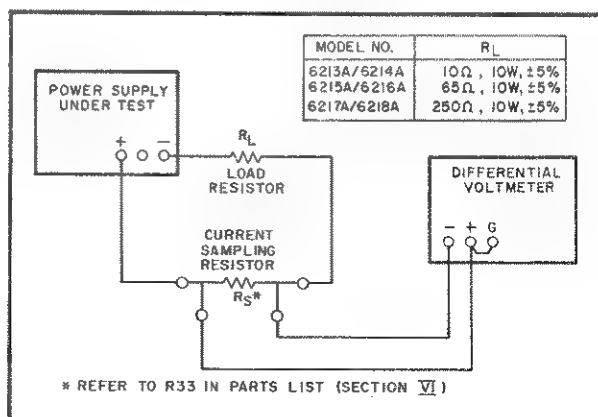 MODEL NO. RL
6213A/6214A 10Ω, 10W, ±5%
6215A/6216A 65Ω, 10W, ±5%
6217A/6218A 250Ω, 10W, ±5%
POWER SUPPLY
UNDER TEST
+ −
RL
LOAD
RESISTOR
DIFFERENTIAL
VOLTMETER
− + G
CURRENT
SAMPLING
RESISTOR
RS*
* REFER TO R33 IN PARTS LIST (SECTION VI)